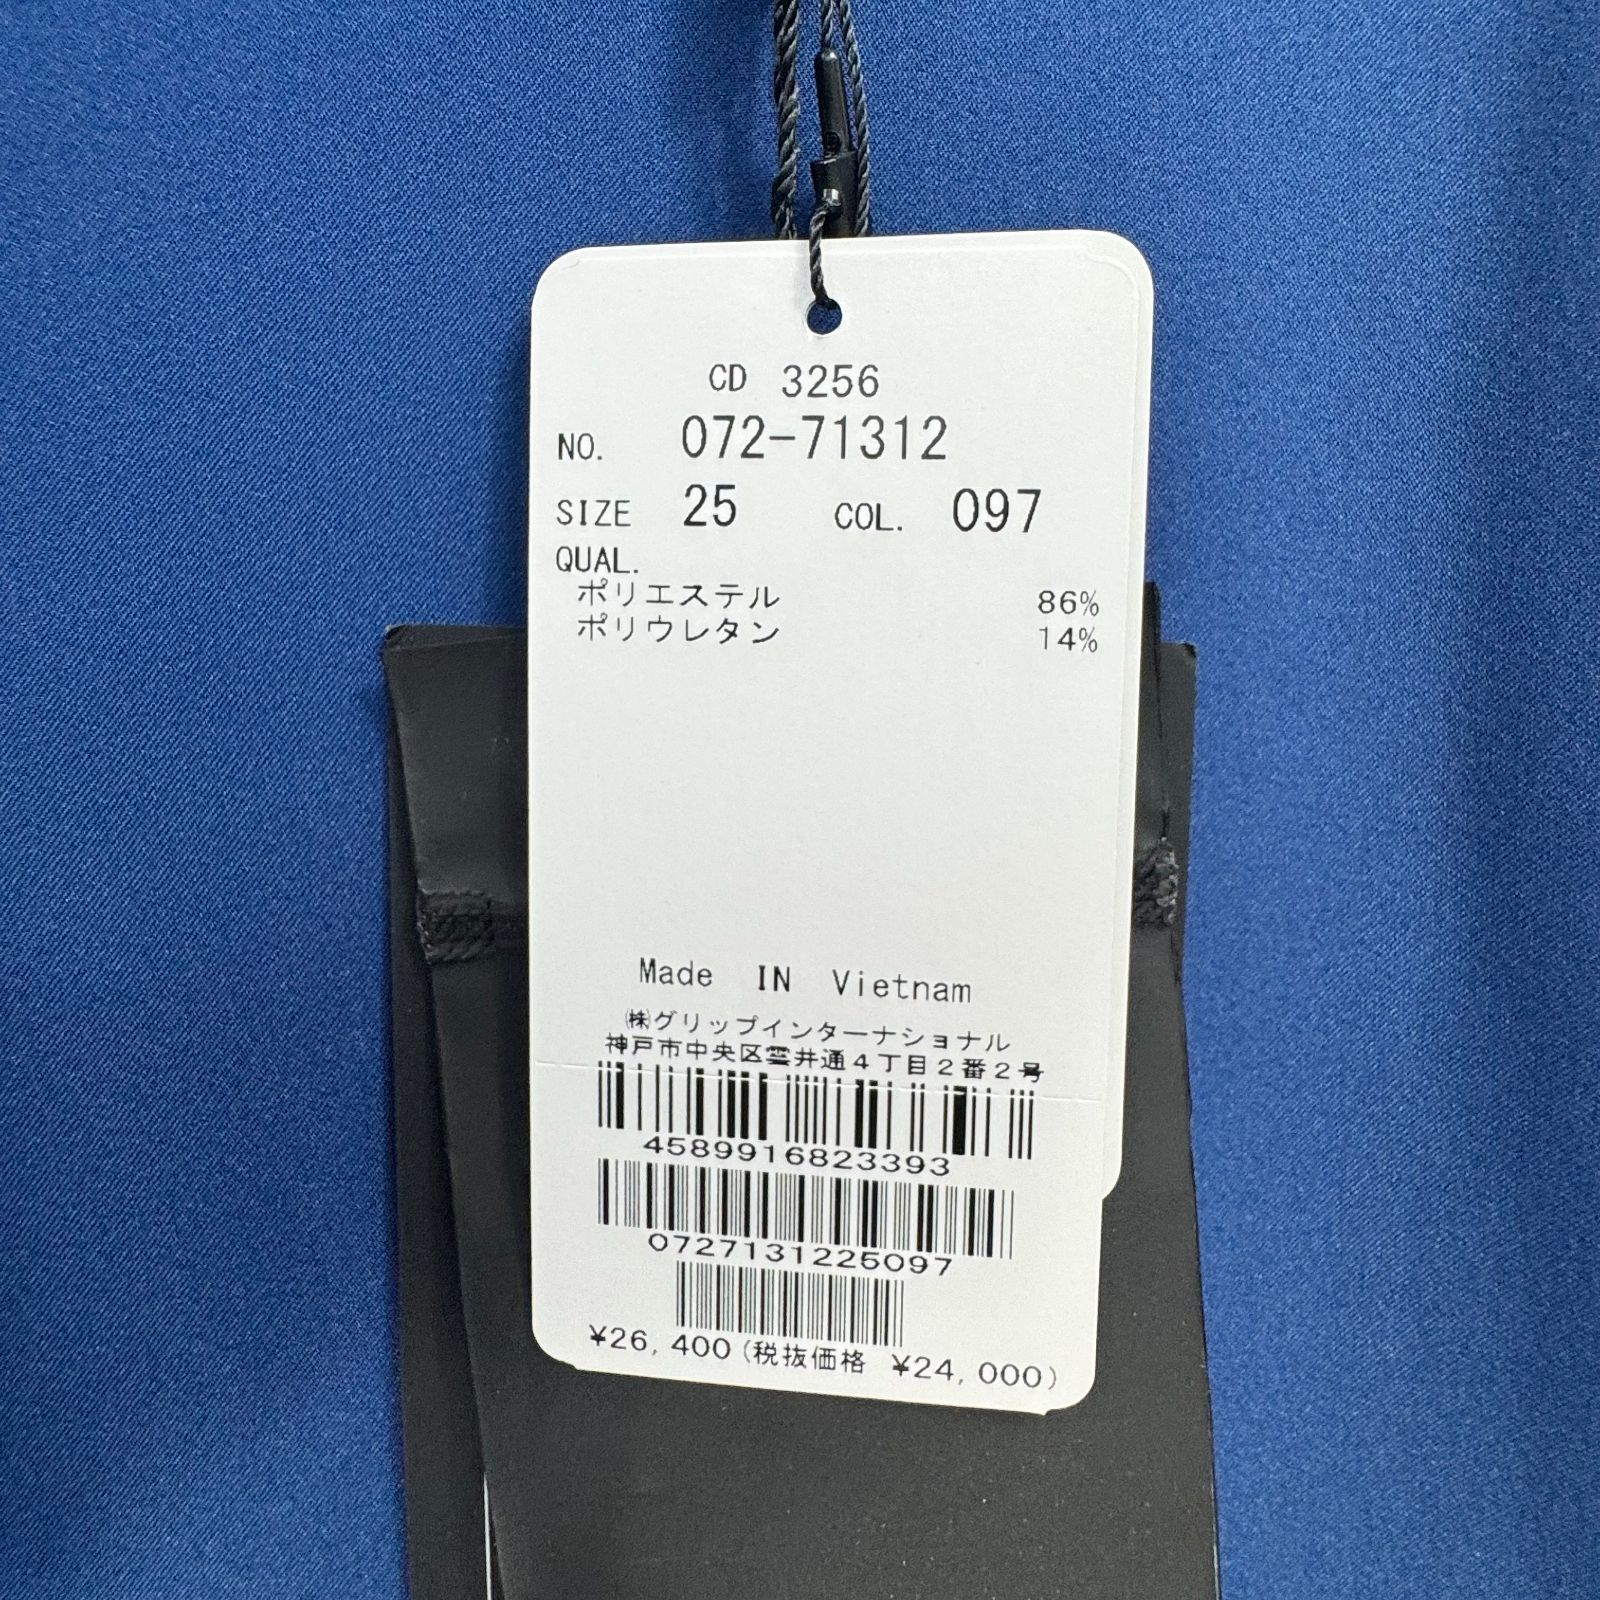 CD 3256
NO. 072-71312
SIZE 25 COL. 097
QUAL.
ポリエステル 86%
ポリウレタン 14%
Made IN Vietnam
㈱グリップインターナショナル
神戸市中央区雲井通4丁目2番2号
4589916823393
0727131225097
¥26,400(税抜価格 ¥24,000)